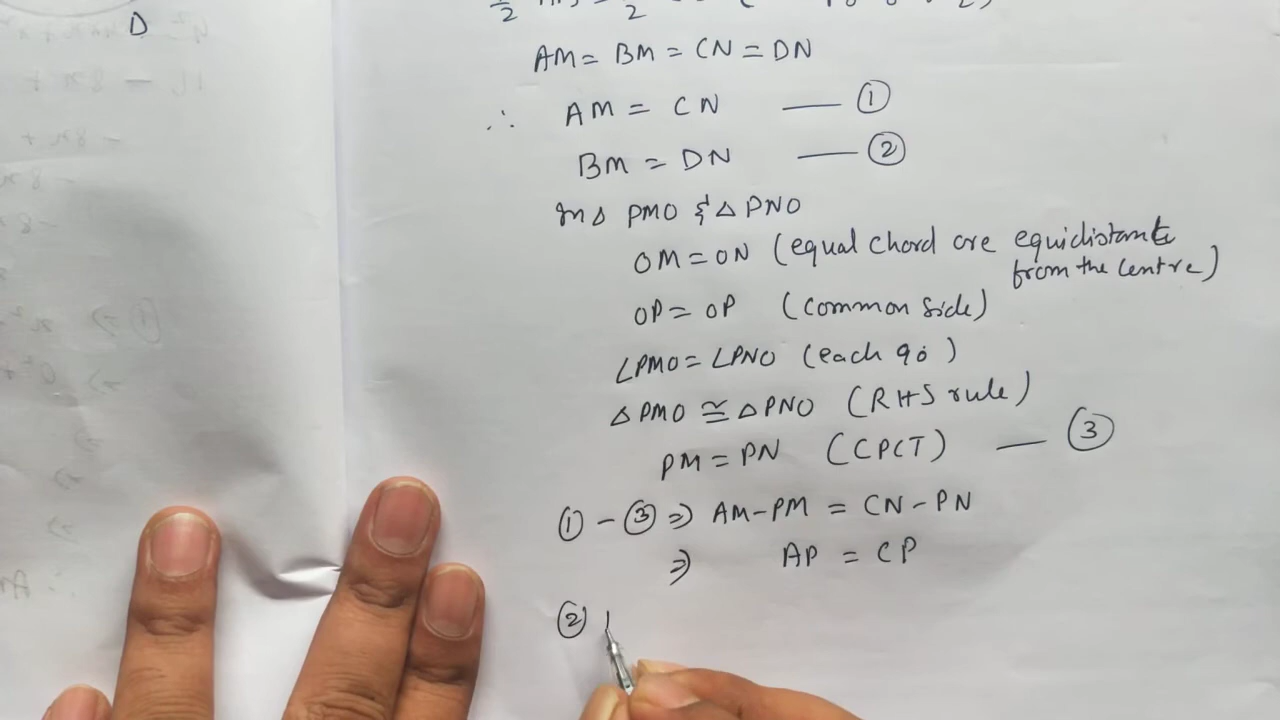 D
AM = BM = CN = DN
∴ AM = CN —— ①
BM = DN —— ②
In △ PMO & △ PNO
OM = ON (equal chord are equidistante from the centre)
OP = OP (common side)
∠PMO = ∠PNO (each 90°)
△ PMO ≅ △ PNO (RHS rule)
PM = PN (CPCT) —— ③
① - ③ ⇒ AM - PM = CN - PN
⇒ AP = CP
②